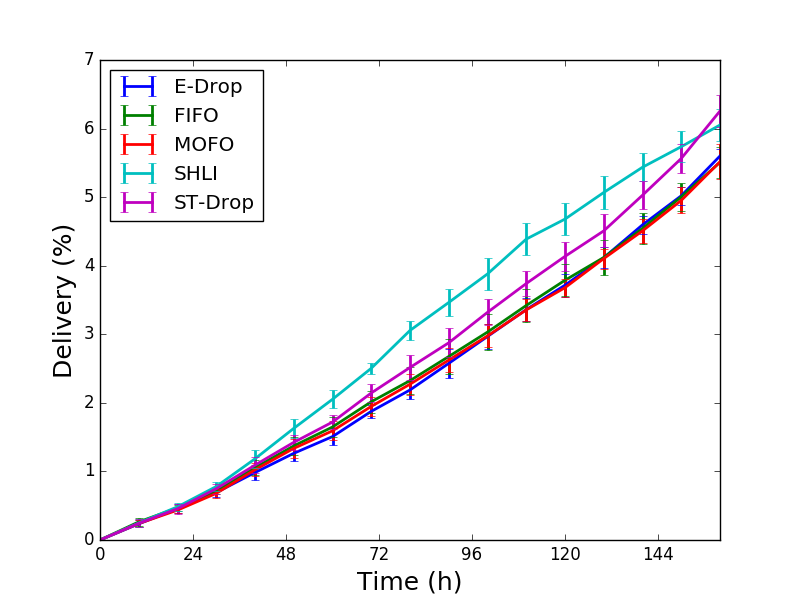 7
6
5
4
3
2
1
0
Delivery (%)
E-Drop
FIFO
MOFO
SHLI
ST-Drop
0 24 48 72 96 120 144
Time (h)